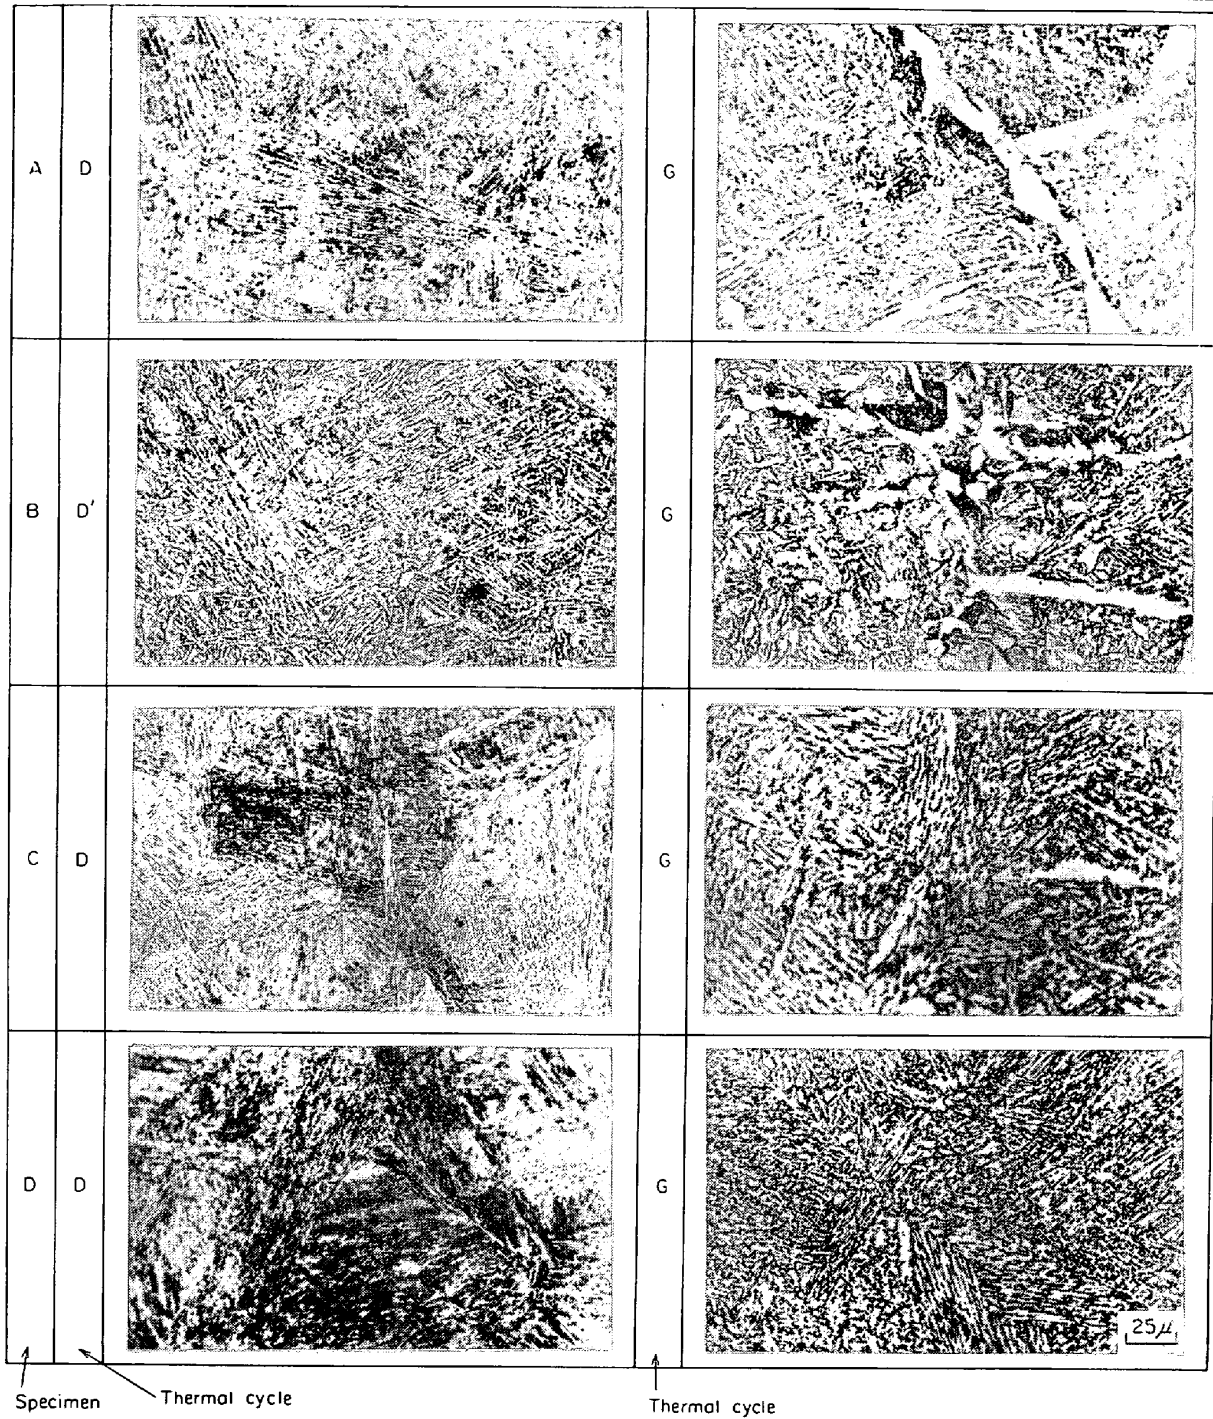 A D G
B D′ G
C D G
D D G
25μ
Specimen
Thermal cycle
Thermal cycle